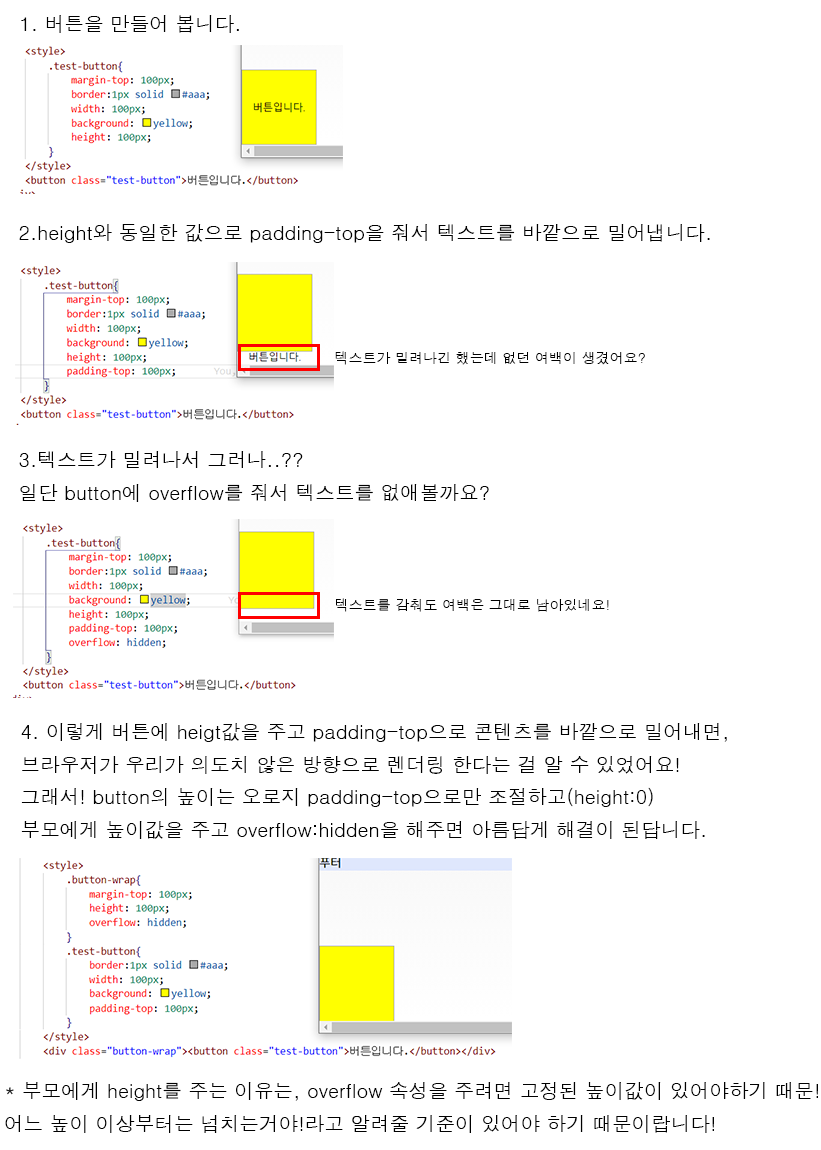 1. 버튼을 만들어 봅니다.
<style>
.test-button{
margin-top: 100px;
border:1px solid #aaa;
width: 100px;
background: yellow;
height: 100px;
}
</style>
<button class="test-button">버튼입니다.</button>
버튼입니다.
2.height와 동일한 값으로 padding-top을 줘서 텍스트를 바깥으로 밀어냅니다.
<style>
.test-button{
margin-top: 100px;
border:1px solid #aaa;
width: 100px;
background: yellow;
height: 100px;
padding-top: 100px; You,
}
</style>
<button class="test-button">버튼입니다.</button>
버튼입니다.
텍스트가 밀려나긴 했는데 없던 여백이 생겼어요?
3.텍스트가 밀려나서 그러나..??
일단 button에 overflow를 줘서 텍스트를 없애볼까요?
<style>
.test-button{
margin-top: 100px;
border:1px solid #aaa;
width: 100px;
background: yellow;
height: 100px;
padding-top: 100px;
overflow: hidden;
}
</style>
<button class="test-button">버튼입니다.</button>
텍스트를 감춰도 여백은 그대로 남아있네요!
4. 이렇게 버튼에 heigt값을 주고 padding-top으로 콘텐츠를 바깥으로 밀어내면,
브라우저가 우리가 의도치 않은 방향으로 렌더링 한다는 걸 알 수 있었어요!
그래서! button의 높이는 오로지 padding-top으로만 조절하고(height:0)
부모에게 높이값을 주고 overflow:hidden을 해주면 아름답게 해결이 된답니다.
<style>
.button-wrap{
margin-top: 100px;
height: 100px;
overflow: hidden;
}
.test-button{
border:1px solid #aaa;
width: 100px;
background: yellow;
padding-top: 100px;
}
</style>
<div class="button-wrap"><button class="test-button">버튼입니다.</button></div>
푸터
* 부모에게 height를 주는 이유는, overflow 속성을 주려면 고정된 높이값이 있어야하기 때문!
어느 높이 이상부터는 넘치는거야!라고 알려줄 기준이 있어야 하기 때문이랍니다!